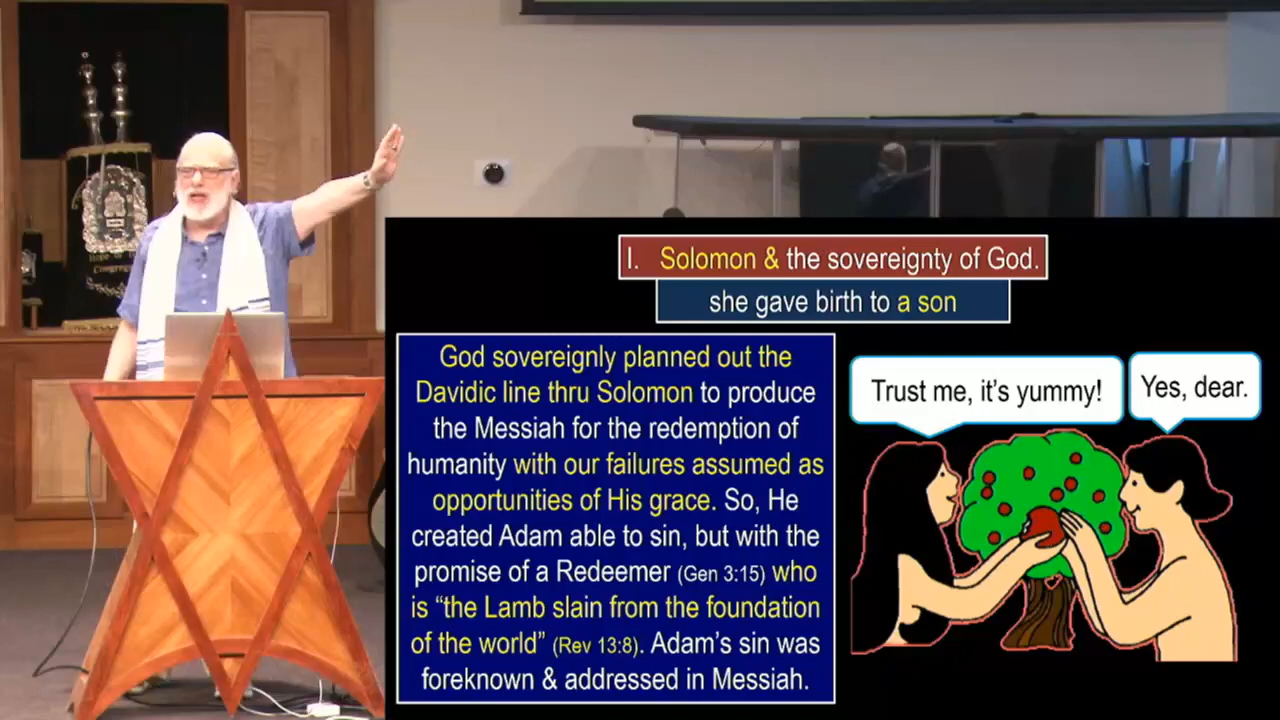 Hope of
Congre
I. Solomon & the sovereignty of God.
she gave birth to a son
God sovereignly planned out the
Davidic line thru Solomon to produce
the Messiah for the redemption of
humanity with our failures assumed as
opportunities of His grace. So, He
created Adam able to sin, but with the
promise of a Redeemer (Gen 3:15) who
is “the Lamb slain from the foundation
of the world” (Rev 13:8). Adam’s sin was
foreknown & addressed in Messiah.
Trust me, it’s yummy!
Yes, dear.